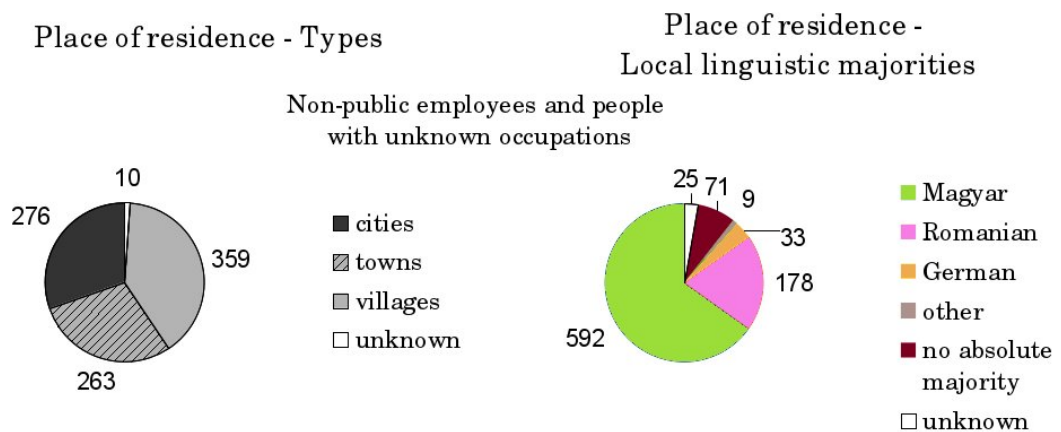 Place of residence - Types
Place of residence -
Local linguistic majorities
Non-public employees and people
with unknown occupations
10
276
359
263
cities
towns
villages
unknown
25
71
9
33
178
592
Magyar
Romanian
German
other
no absolute
majority
unknown